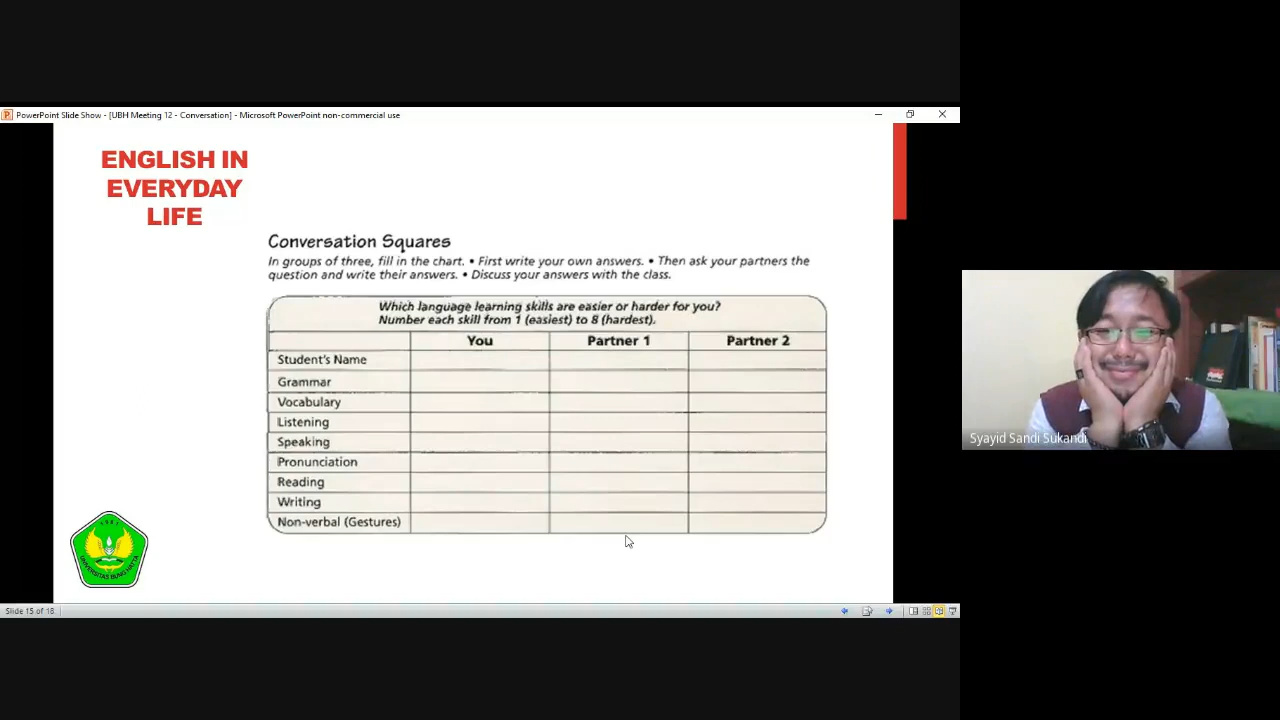 PowerPoint Slide Show - [UBH Meeting 12 - Conversation] - Microsoft PowerPoint non-commercial use
ENGLISH IN
EVERYDAY
LIFE
Conversation Squares
In groups of three, fill in the chart. • First write your own answers. • Then ask your partners the
question and write their answers. • Discuss your answers with the class.
Which language learning skills are easier or harder for you?
Number each skill from 1 (easiest) to 8 (hardest).
You Partner 1 Partner 2
Student's Name
Grammar
Vocabulary
Listening
Speaking
Pronunciation
Reading
Writing
Non-verbal (Gestures)
1981
UNIVERSITAS BUNG HATTA
Slide 15 of 18
Syayid Sandi Sukandi